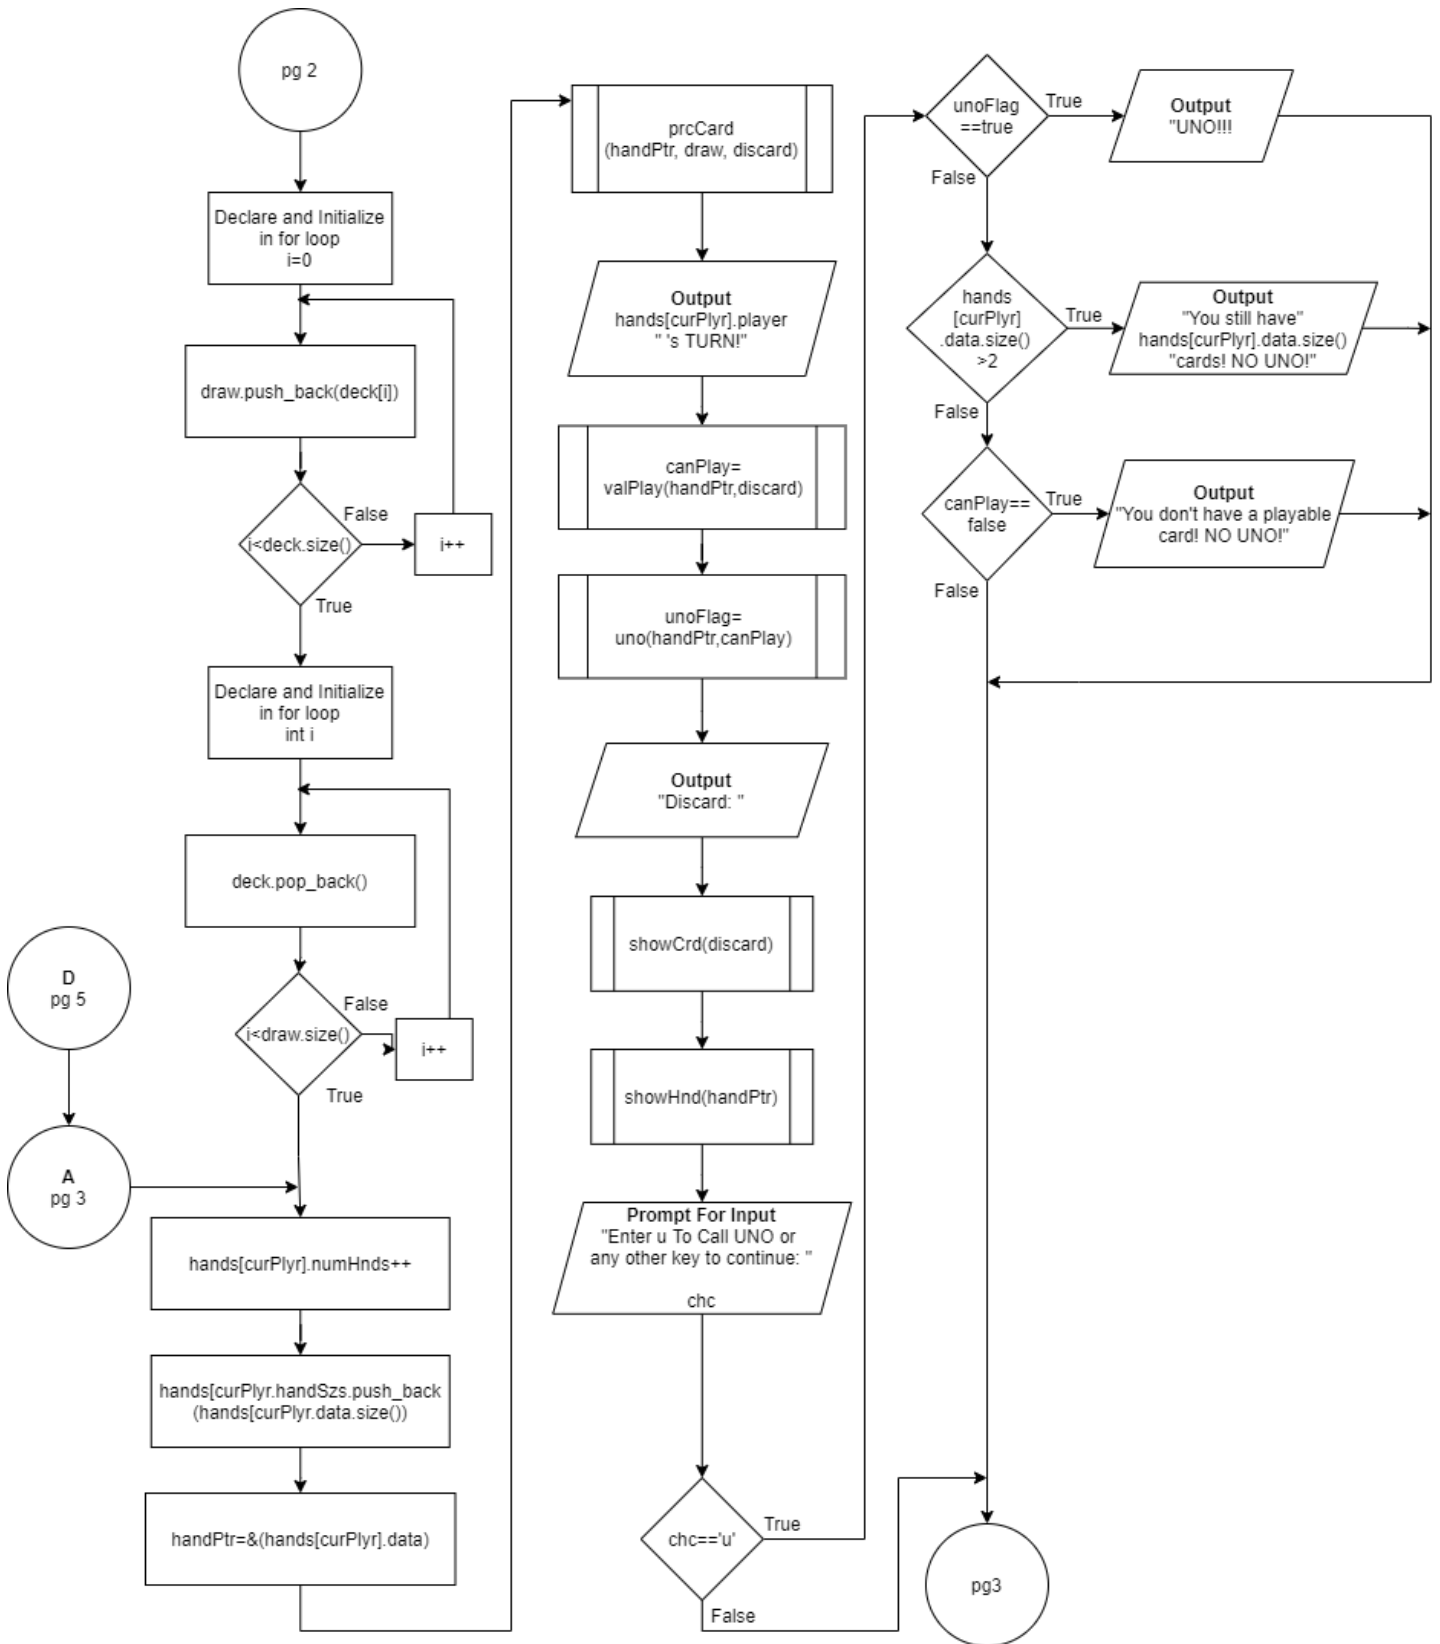 pg 2
Declare and Initialize
in for loop
i=0
draw.push_back(deck[i])
i<deck.size()
False
i++
True
Declare and Initialize
in for loop
int i
deck.pop_back()
i<draw.size()
False
i++
True
D
pg 5
A
pg 3
hands[curPlyr].numHnds++
hands[curPlyr.handSzs.push_back
(hands[curPlyr.data.size())
handPtr=&(hands[curPlyr].data)
prcCard
(handPtr, draw, discard)
Output
hands[curPlyr].player
" 's TURN!"
canPlay=
valPlay(handPtr,discard)
unoFlag=
uno(handPtr,canPlay)
Output
"Discard: "
showCrd(discard)
showHnd(handPtr)
Prompt For Input
"Enter u To Call UNO or
any other key to continue: "
chc
chc=='u'
True
False
unoFlag
==true
True
False
Output
"UNO!!!
hands
[curPlyr]
.data.size()
>2
True
False
Output
"You still have"
hands[curPlyr].data.size()
"cards! NO UNO!"
canPlay==
false
True
False
Output
"You don't have a playable
card! NO UNO!"
pg3